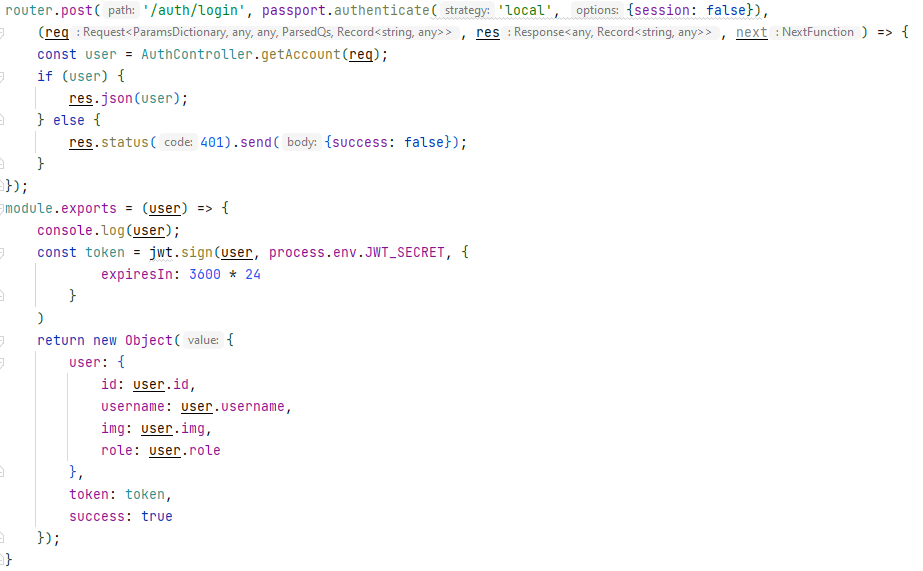 router.post( path: '/auth/login', passport.authenticate( strategy: 'local', options: {session: false}),
    (req : Request<ParamsDictionary, any, any, ParsedQs, Record<string, any>> , res : Response<any, Record<string, any>> , next : NextFunction ) => {
    const user = AuthController.getAccount(req);
    if (user) {
        res.json(user);
    } else {
        res.status( code: 401).send( body: {success: false});
    }
});
module.exports = (user) => {
    console.log(user);
    const token = jwt.sign(user, process.env.JWT_SECRET, {
            expiresIn: 3600 * 24
        }
    )
    return new Object( value: {
        user: {
            id: user.id,
            username: user.username,
            img: user.img,
            role: user.role
        },
        token: token,
        success: true
    });
}